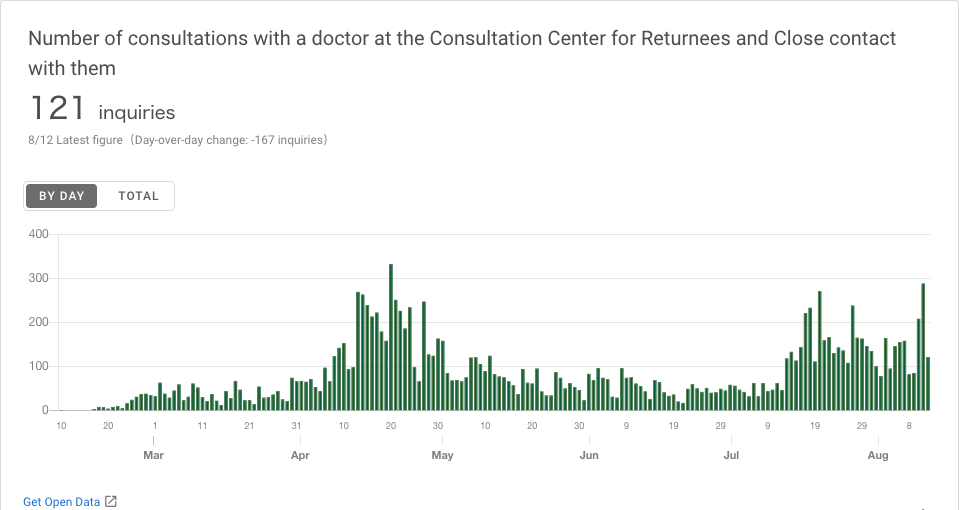 Number of consultations with a doctor at the Consultation Center for Returnees and Close contact
with them
121 inquiries
8/12 Latest figure (Day-over-day change: -167 inquiries)
BY DAY TOTAL
400
300
200
100
0
10 20 1 11 21 31 10 20 30 10 20 30 9 19 29 9 19 29 8
Mar Apr May Jun Jul Aug
Get Open Data